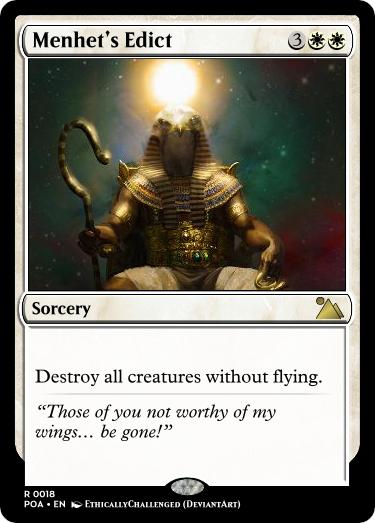 Menhet's Edict 3
Sorcery
Destroy all creatures without flying.
“Those of you not worthy of my
wings… be gone!”
R 0018
POA • EN EthicallyChallenged (DeviantArt)